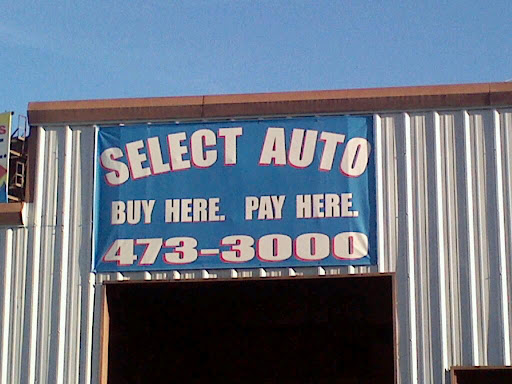 SELECT AUTO
BUY HERE. PAY HERE.
473-3000